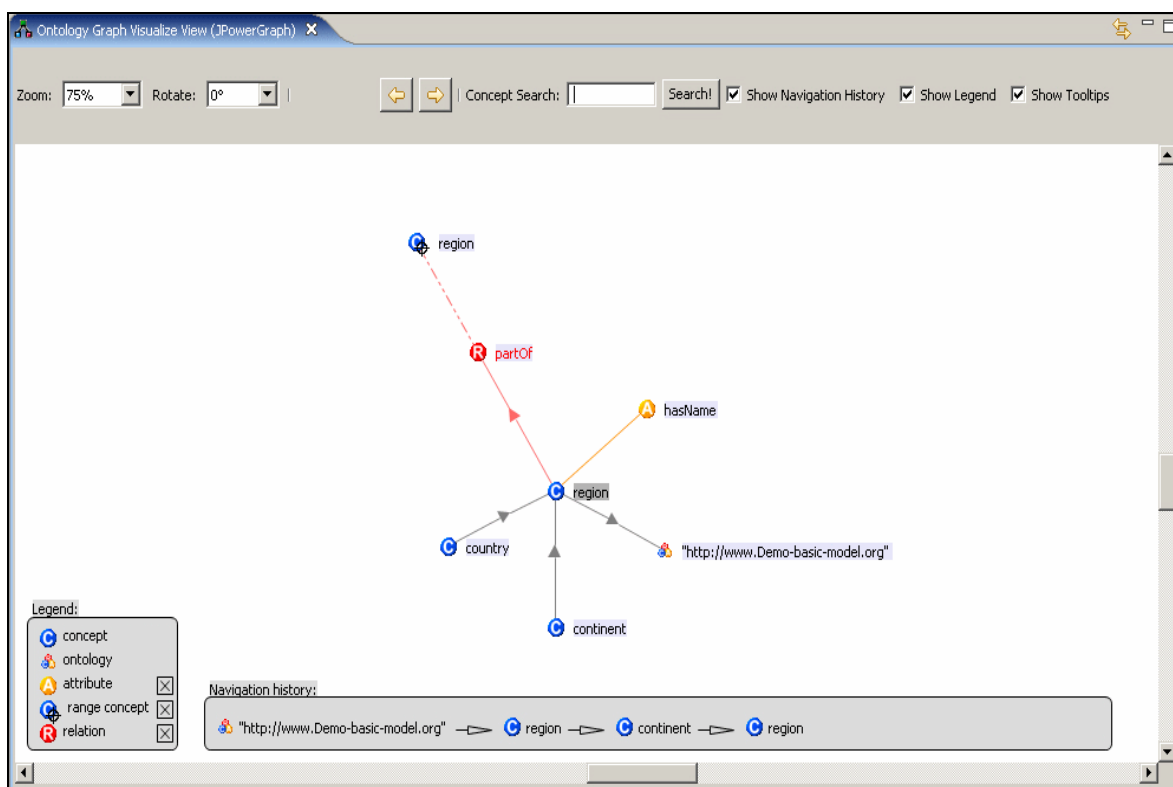 Ontology Graph Visualize View (JPowerGraph) X
Zoom: 75% Rotate: 0° | | Concept Search: Search! Show Navigation History Show Legend Show Tooltips
C region
R partOf
A hasName
C region
C country
"http://www.Demo-basic-model.org"
C continent
Legend:
C concept
ontology
A attribute
C range concept
R relation
Navigation history:
"http://www.Demo-basic-model.org" C region C continent C region